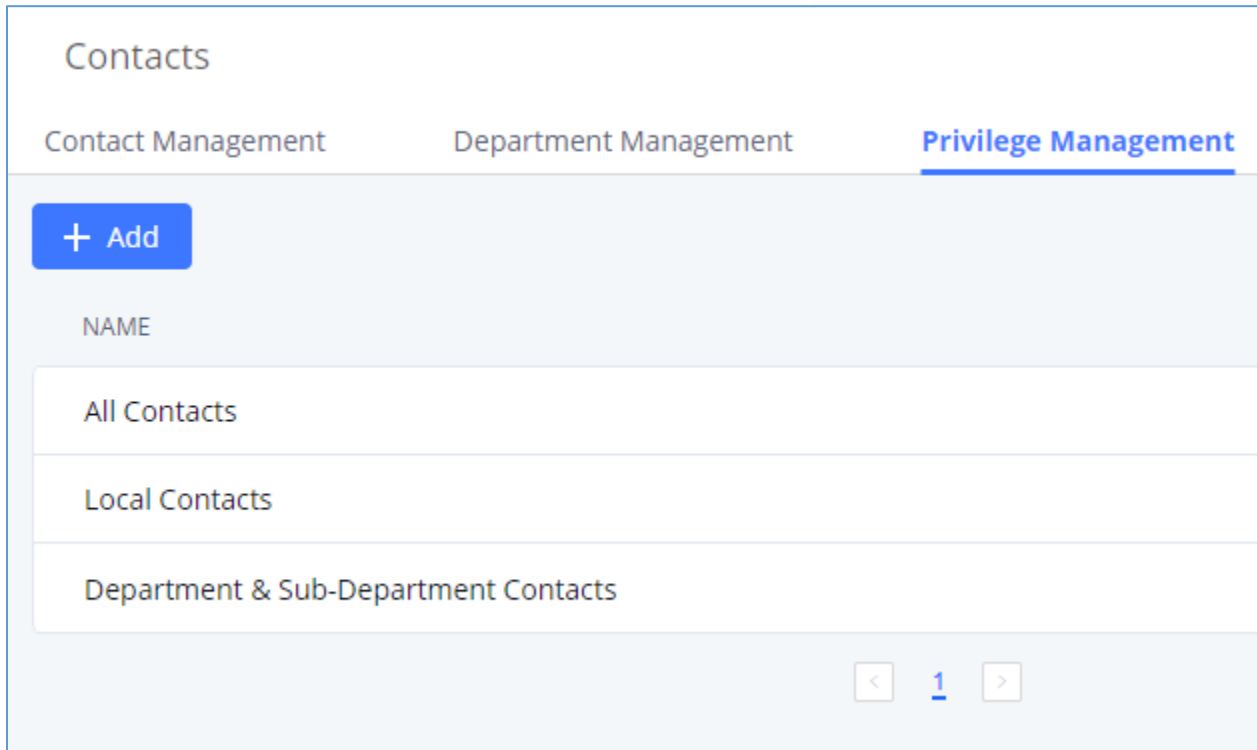 Contacts
Contact Management Department Management Privilege Management
+ Add
NAME
All Contacts
Local Contacts
Department & Sub-Department Contacts
< 1 >